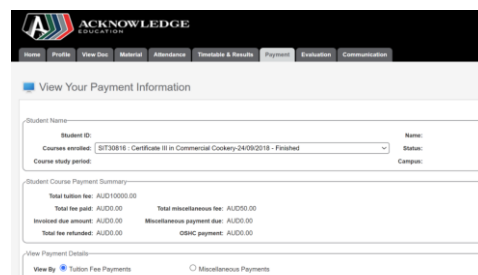 ACKNOWLEDGE
EDUCATION
Home Profile View Doc Material Attendance Timetable & Results Payment Evaluation Communication
View Your Payment Information
Student Name
Student ID: Name:
Courses enrolled: SIT30816 : Certificate III in Commercial Cookery-24/09/2018 - Finished Status:
Course study period: Campus:
Student Course Payment Summary
Total tuition fee: AUD10000.00
Total fee paid: AUD0.00 Total miscellaneous fee: AUD50.00
Invoiced due amount: AUD0.00 Miscellaneous payment due: AUD0.00
Total fee refunded: AUD0.00 OSHC payment: AUD0.00
View Payment Details
View By Tuition Fee Payments Miscellaneous Payments